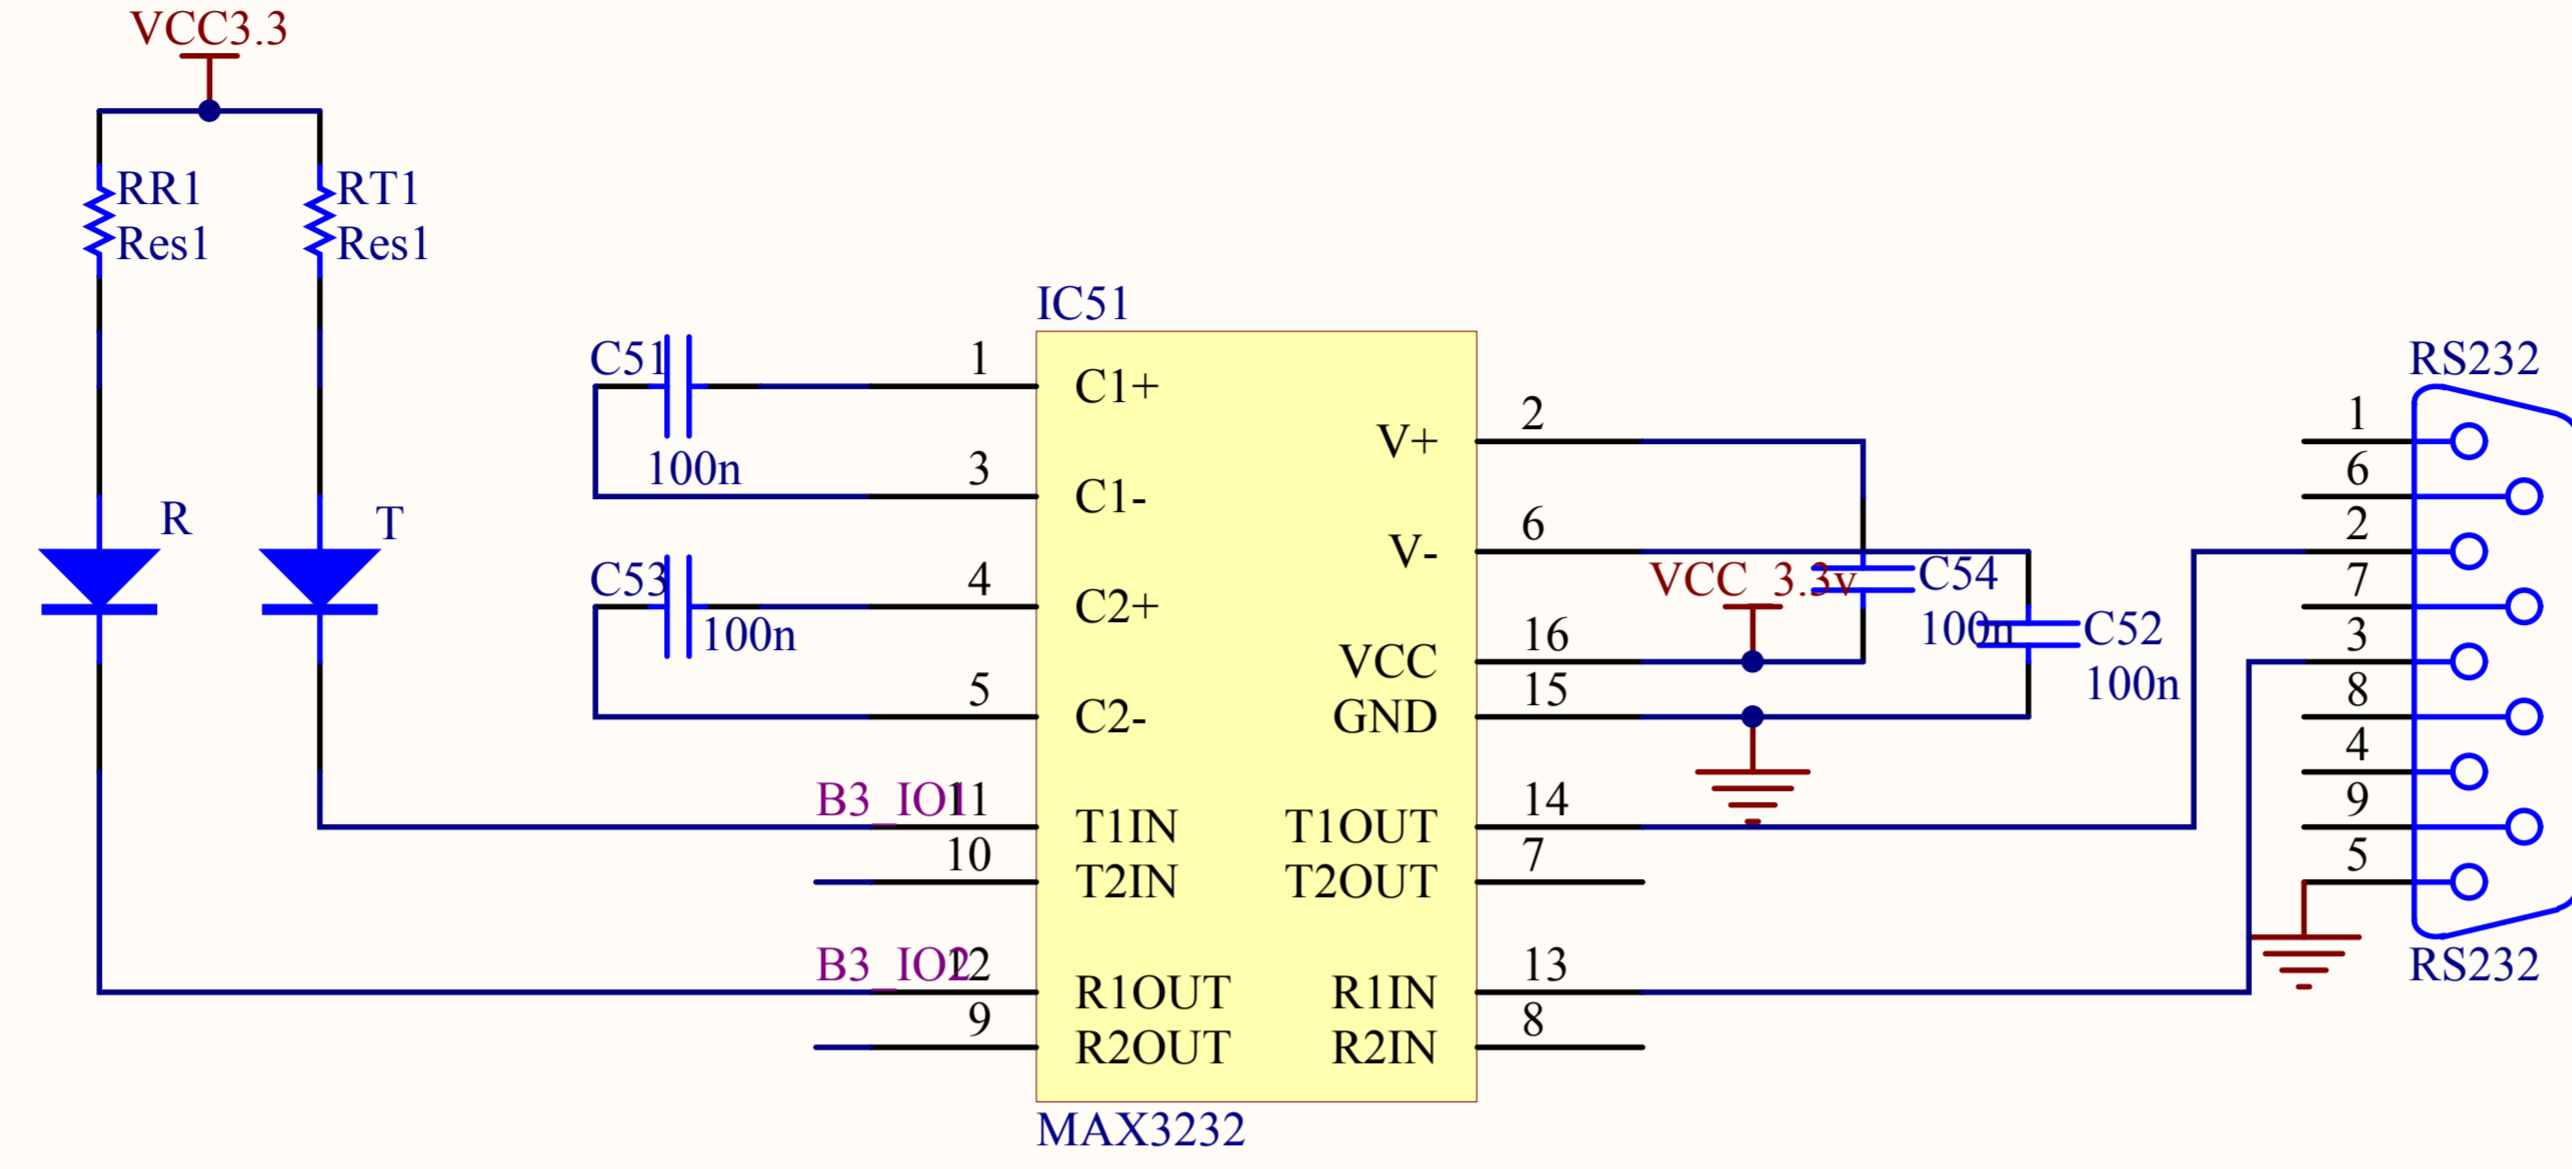 VCC3.3
RR1
Res1
RT1
Res1
R
T
IC51
C51
100n
C53
100n
1
C1+
3
C1-
4
C2+
5
C2-
B3_IO1
11
T1IN
10
T2IN
B3_IO2
12
R1OUT
9
R2OUT
V+
2
V-
6
VCC
16
GND
15
T1OUT
14
T2OUT
7
R1IN
13
R2IN
8
MAX3232
VCC_3.3v
C54
100n
C52
100n
RS232
1
6
2
7
3
8
4
9
5
RS232